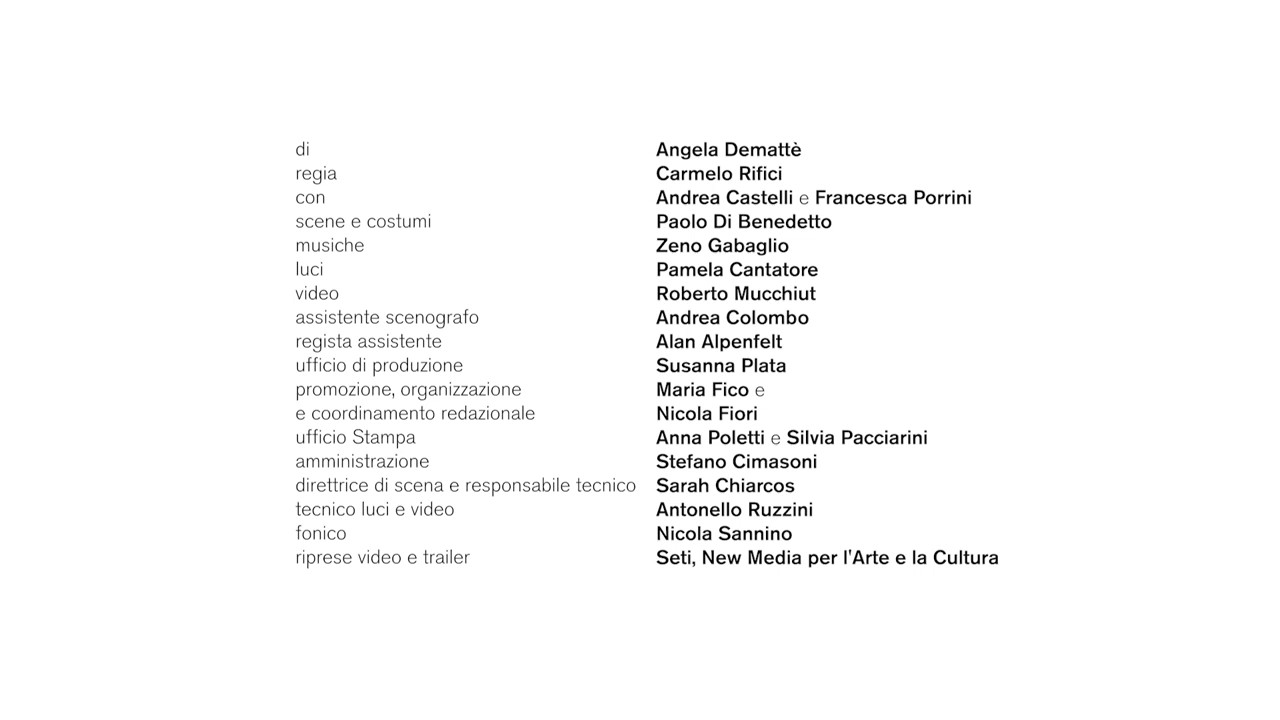 di Angela Demattè
regia Carmelo Rifici
con Andrea Castelli e Francesca Porrini
scene e costumi Paolo Di Benedetto
musiche Zeno Gabaglio
luci Pamela Cantatore
video Roberto Mucchiut
assistente scenografo Andrea Colombo
regista assistente Alan Alpenfelt
ufficio di produzione Susanna Plata
promozione, organizzazione Maria Fico e
e coordinamento redazionale Nicola Fiori
ufficio Stampa Anna Poletti e Silvia Pacciarini
amministrazione Stefano Cimasoni
direttrice di scena e responsabile tecnico Sarah Chiarcos
tecnico luci e video Antonello Ruzzini
fonico Nicola Sannino
riprese video e trailer Seti, New Media per l'Arte e la Cultura